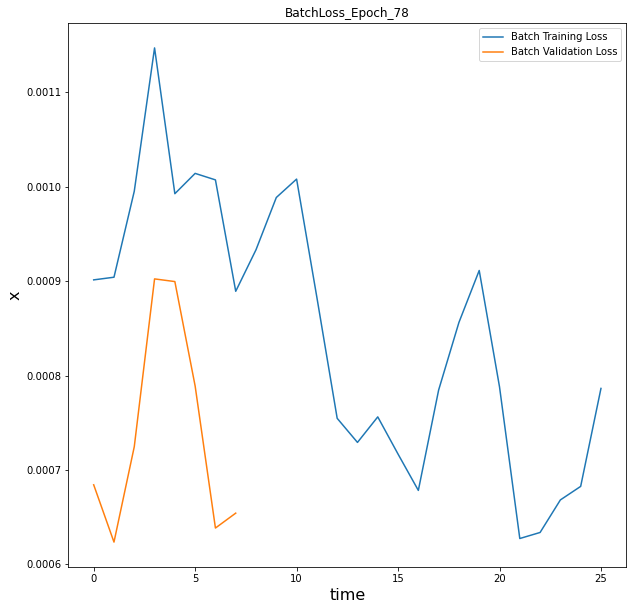 BatchLoss_Epoch_78
Batch Training Loss
Batch Validation Loss
0.0011
0.0010
0.0009
0.0008
0.0007
0.0006
x
0 5 10 15 20 25
time